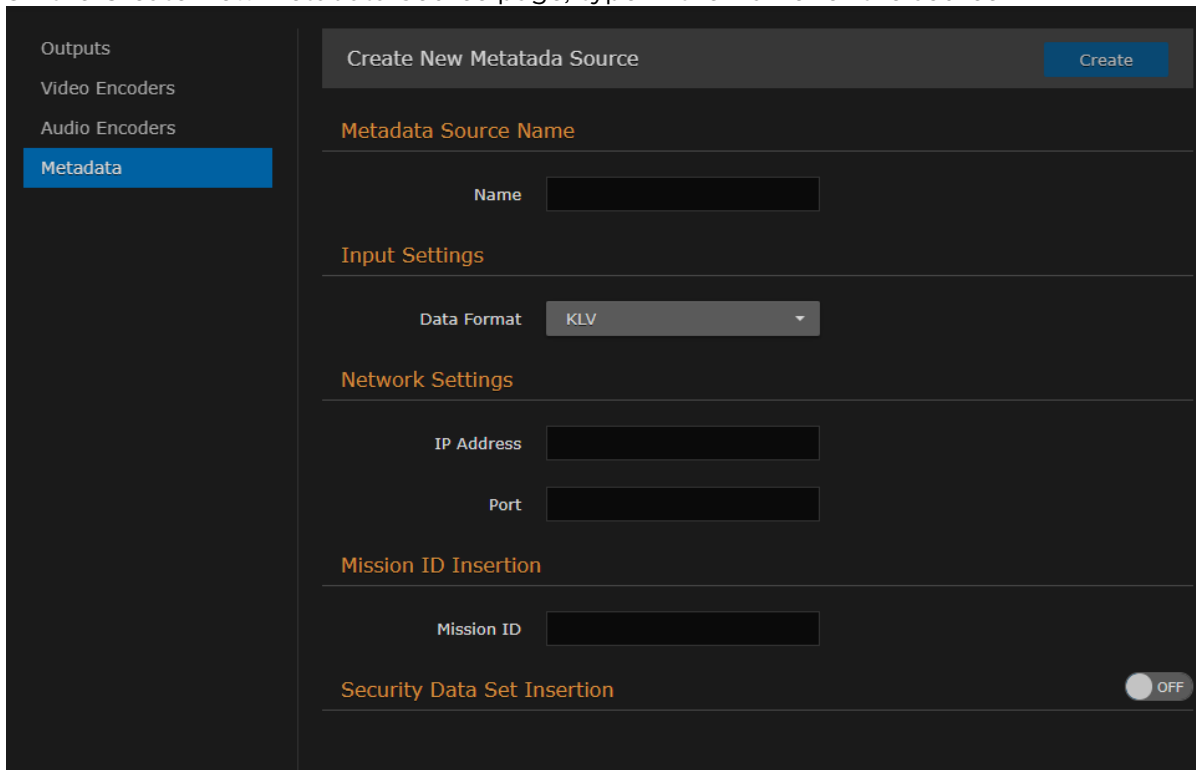 Outputs
Video Encoders
Audio Encoders
Metadata
Create New Metatada Source
Create
Metadata Source Name
Name
Input Settings
Data Format
KLV
Network Settings
IP Address
Port
Mission ID Insertion
Mission ID
Security Data Set Insertion
OFF